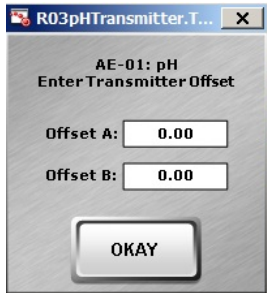 R03pHTransmitter.T...
AE-01: pH
Enter Transmitter Offset
Offset A: 0.00
Offset B: 0.00
OKAY